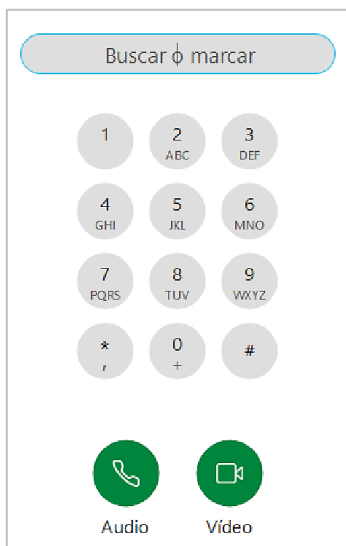 Buscar o marcar
1 2 3
ABC DEF
4 5 6
GHI JKL MNO
7 8 9
PQRS TUV WXYZ
* 0 #
, +
Audio Vídeo